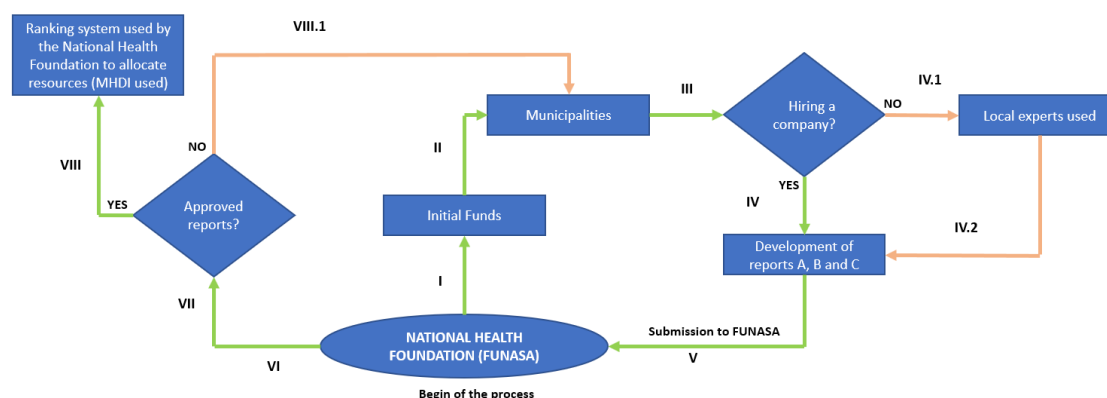 Ranking system used by
the National Health
Foundation to allocate
resources (MHDI used)
VIII.1
Municipalities
III
Hiring a
company?
NO
IV.1
Local experts used
NO
II
VIII
YES
Approved
reports?
Initial Funds
YES
IV
IV.2
Development of
reports A, B and C
I
VII
NATIONAL HEALTH
FOUNDATION (FUNASA)
Submission to FUNASA
V
VI
Begin of the process